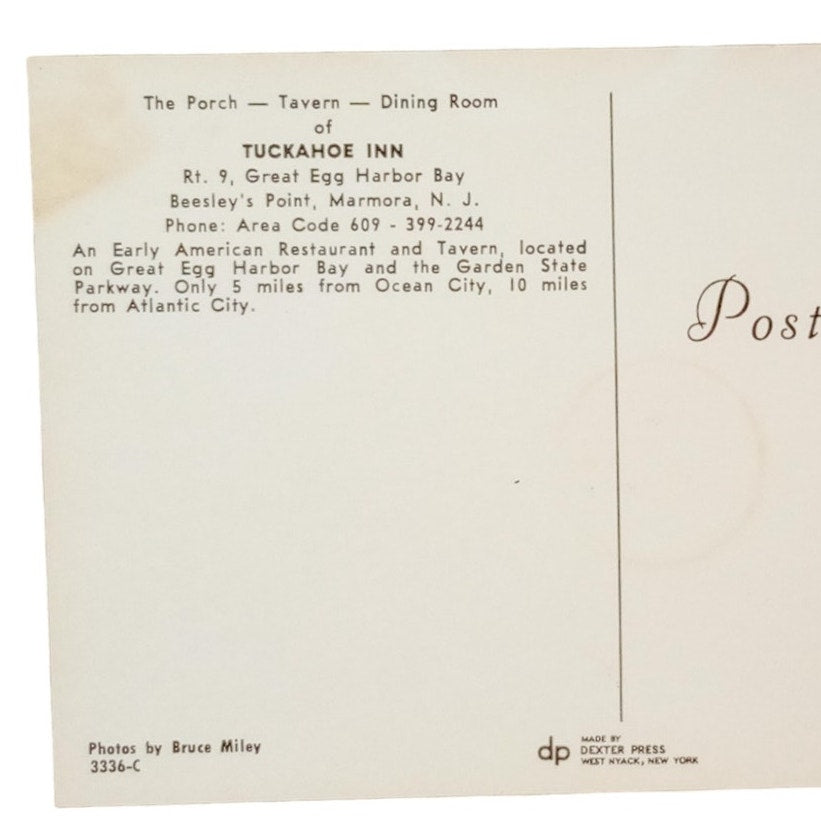 The Porch — Tavern — Dining Room
of
TUCKAHOE INN
Rt. 9, Great Egg Harbor Bay
Beesley's Point, Marmora, N. J.
Phone: Area Code 609 - 399-2244
An Early American Restaurant and Tavern, located
on Great Egg Harbor Bay and the Garden State
Parkway. Only 5 miles from Ocean City, 10 miles
from Atlantic City.
Post
Photos by Bruce Miley
3336-C
dp
MADE BY
DEXTER PRESS
WEST NYACK, NEW YORK